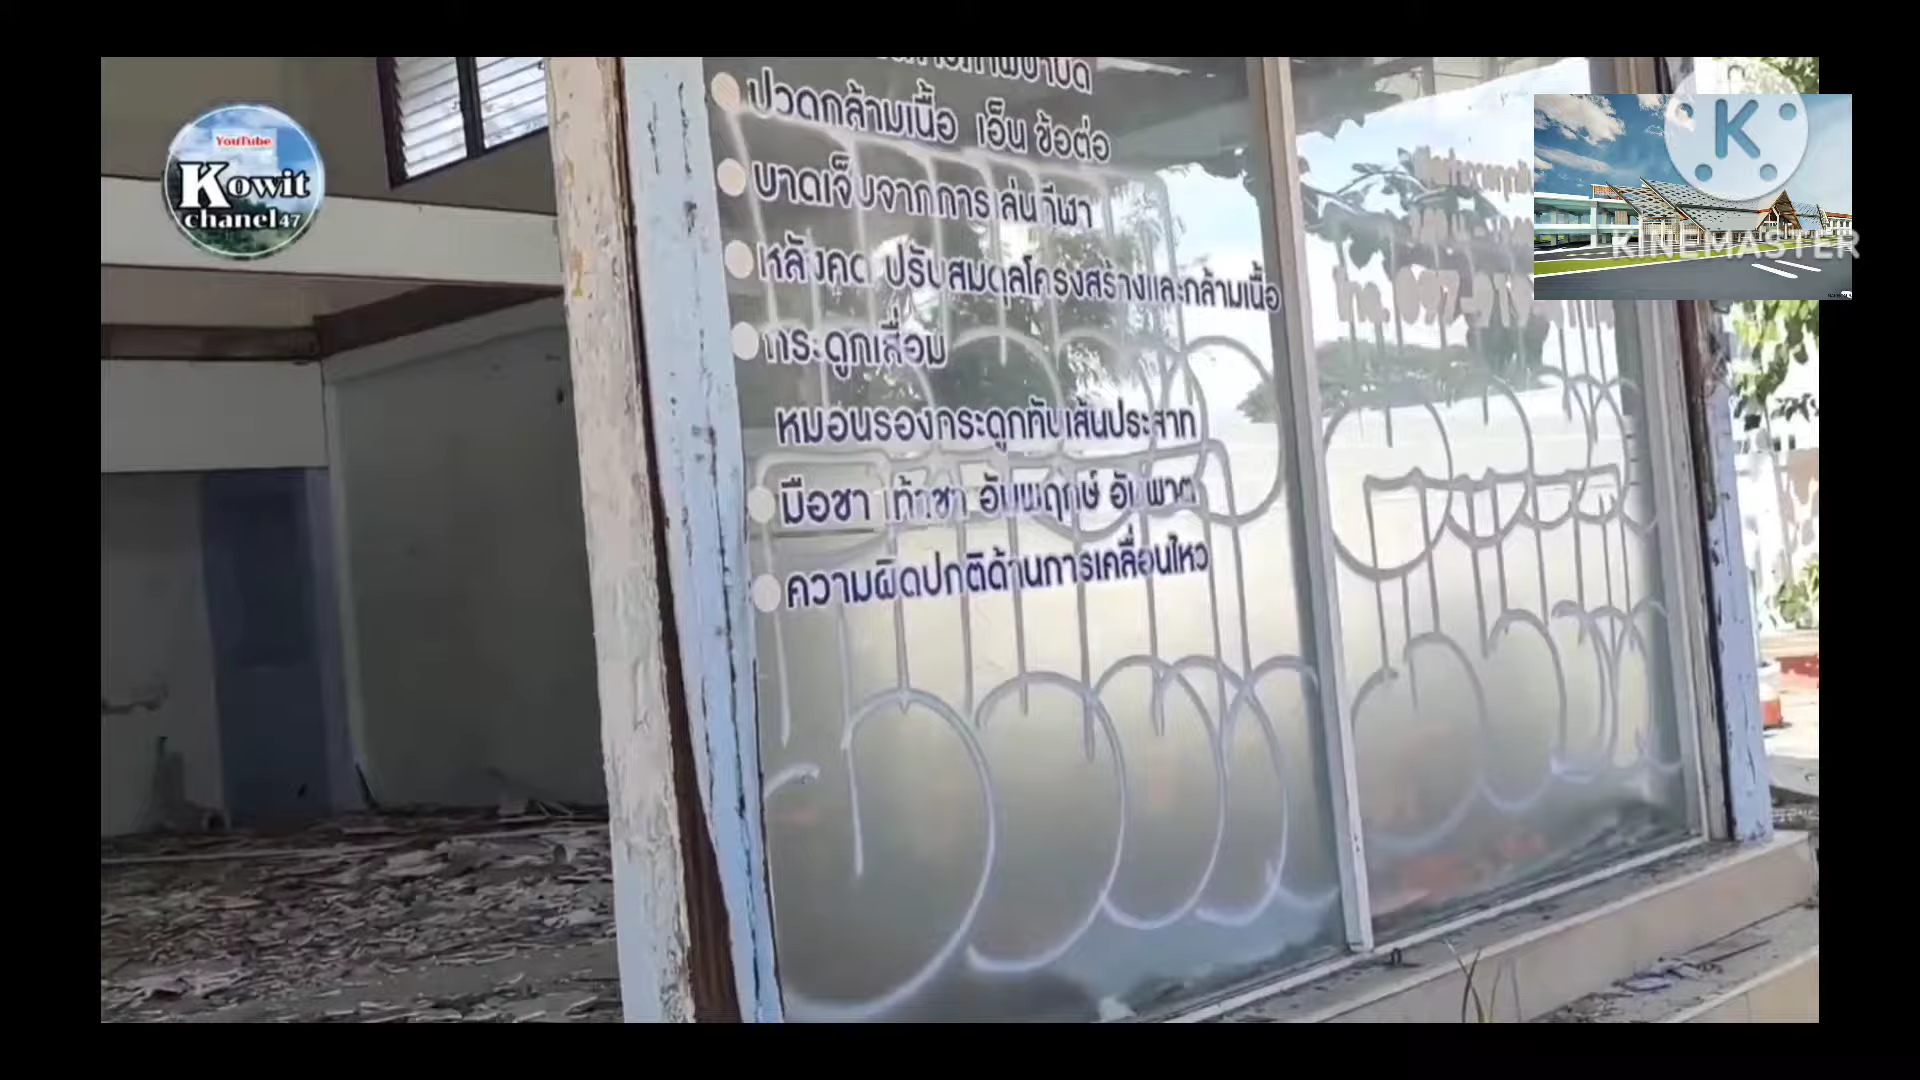 YouTube
Kowit
chanel47
ปวดกล้ามเนื้อ เอ็น ข้อต่อ
บาดเจ็บจากการเล่นกีฬา
หลังคด ปรับสมดุลโครงสร้างและกล้ามเนื้อ
กระดูกเสื่อม
หมอนรองกระดูกทับเส้นประสาท
มือชา เท้าชา อัมพฤกษ์ อัมพาต
ความผิดปกติด้านการเคลื่อนไหว
โทร.
K
KINEMASTER